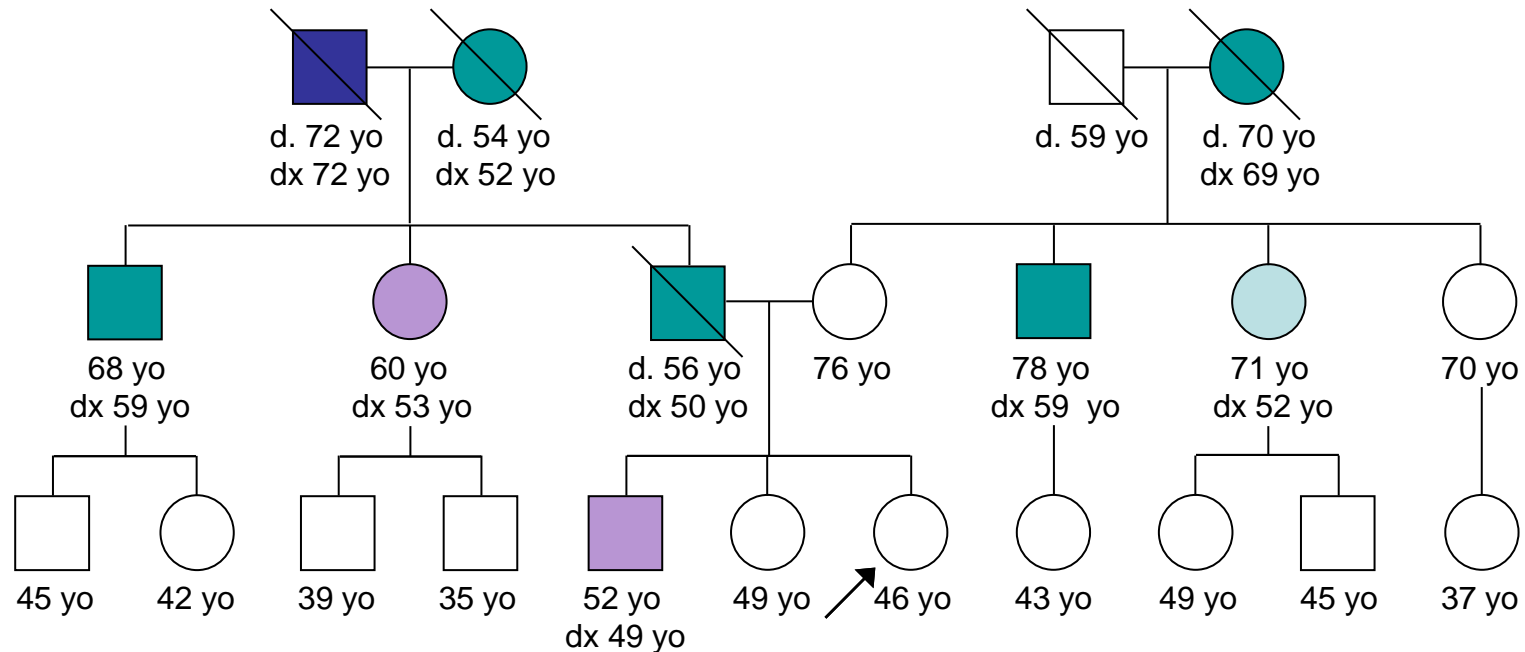 d. 72 yo
dx 72 yo
d. 54 yo
dx 52 yo
d. 59 yo
d. 70 yo
dx 69 yo
68 yo
dx 59 yo
60 yo
dx 53 yo
d. 56 yo
dx 50 yo
76 yo
78 yo
dx 59 yo
71 yo
dx 52 yo
70 yo
45 yo
42 yo
39 yo
35 yo
52 yo
dx 49 yo
49 yo
46 yo
43 yo
49 yo
45 yo
37 yo